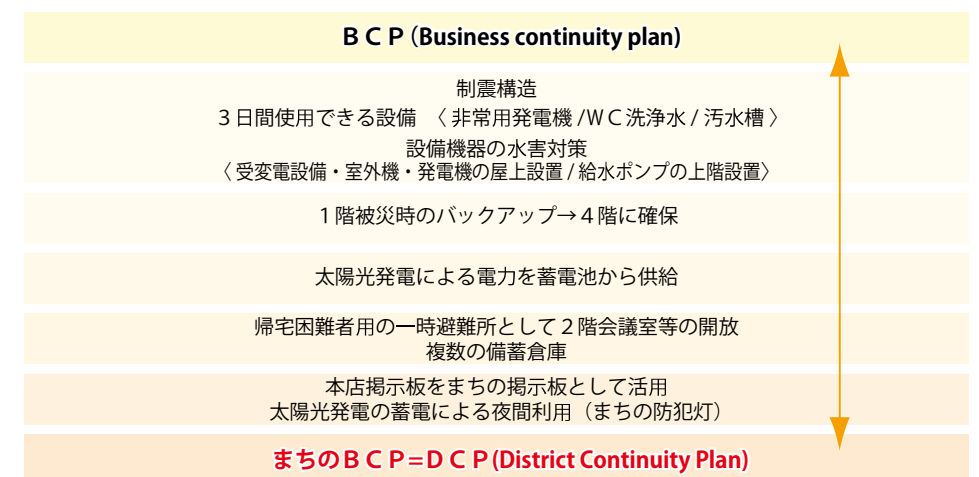 ＢＣＰ（Business continuity plan)
制震構造
３日間使用できる設備　〈 非常用発電機 /ＷＣ洗浄水 / 汚水槽 〉
設備機器の水害対策
〈 受変電設備・室外機・発電機の屋上設置 / 給水ポンプの上階設置〉
１階被災時のバックアップ→４階に確保
太陽光発電による電力を蓄電池から供給
帰宅困難者用の一時避難所として２階会議室等の開放
複数の備蓄倉庫
本店掲示板をまちの掲示板として活用
太陽光発電の蓄電による夜間利用（まちの防犯灯）
まちのＢＣＰ=ＤＣＰ(District Continuity Plan)